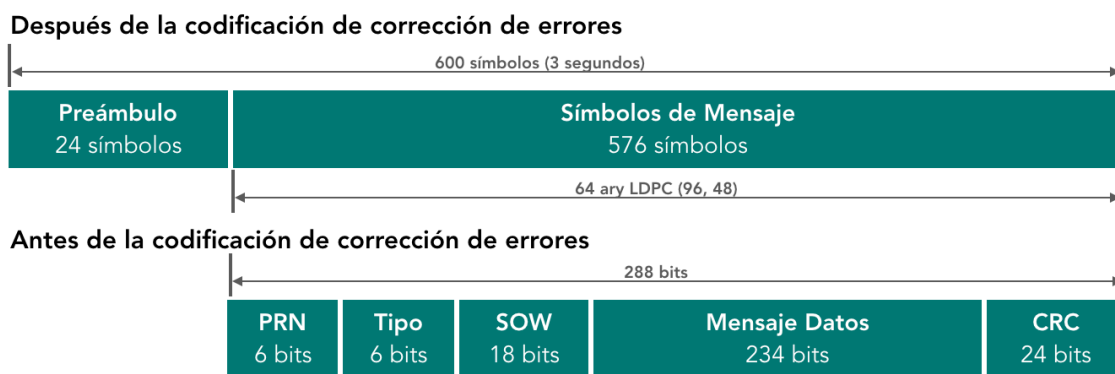 Después de la codificación de corrección de errores
600 símbolos (3 segundos)
Preámbulo
24 símbolos
Símbolos de Mensaje
576 símbolos
64 ary LDPC (96, 48)
Antes de la codificación de corrección de errores
288 bits
PRN
6 bits
Tipo
6 bits
SOW
18 bits
Mensaje Datos
234 bits
CRC
24 bits